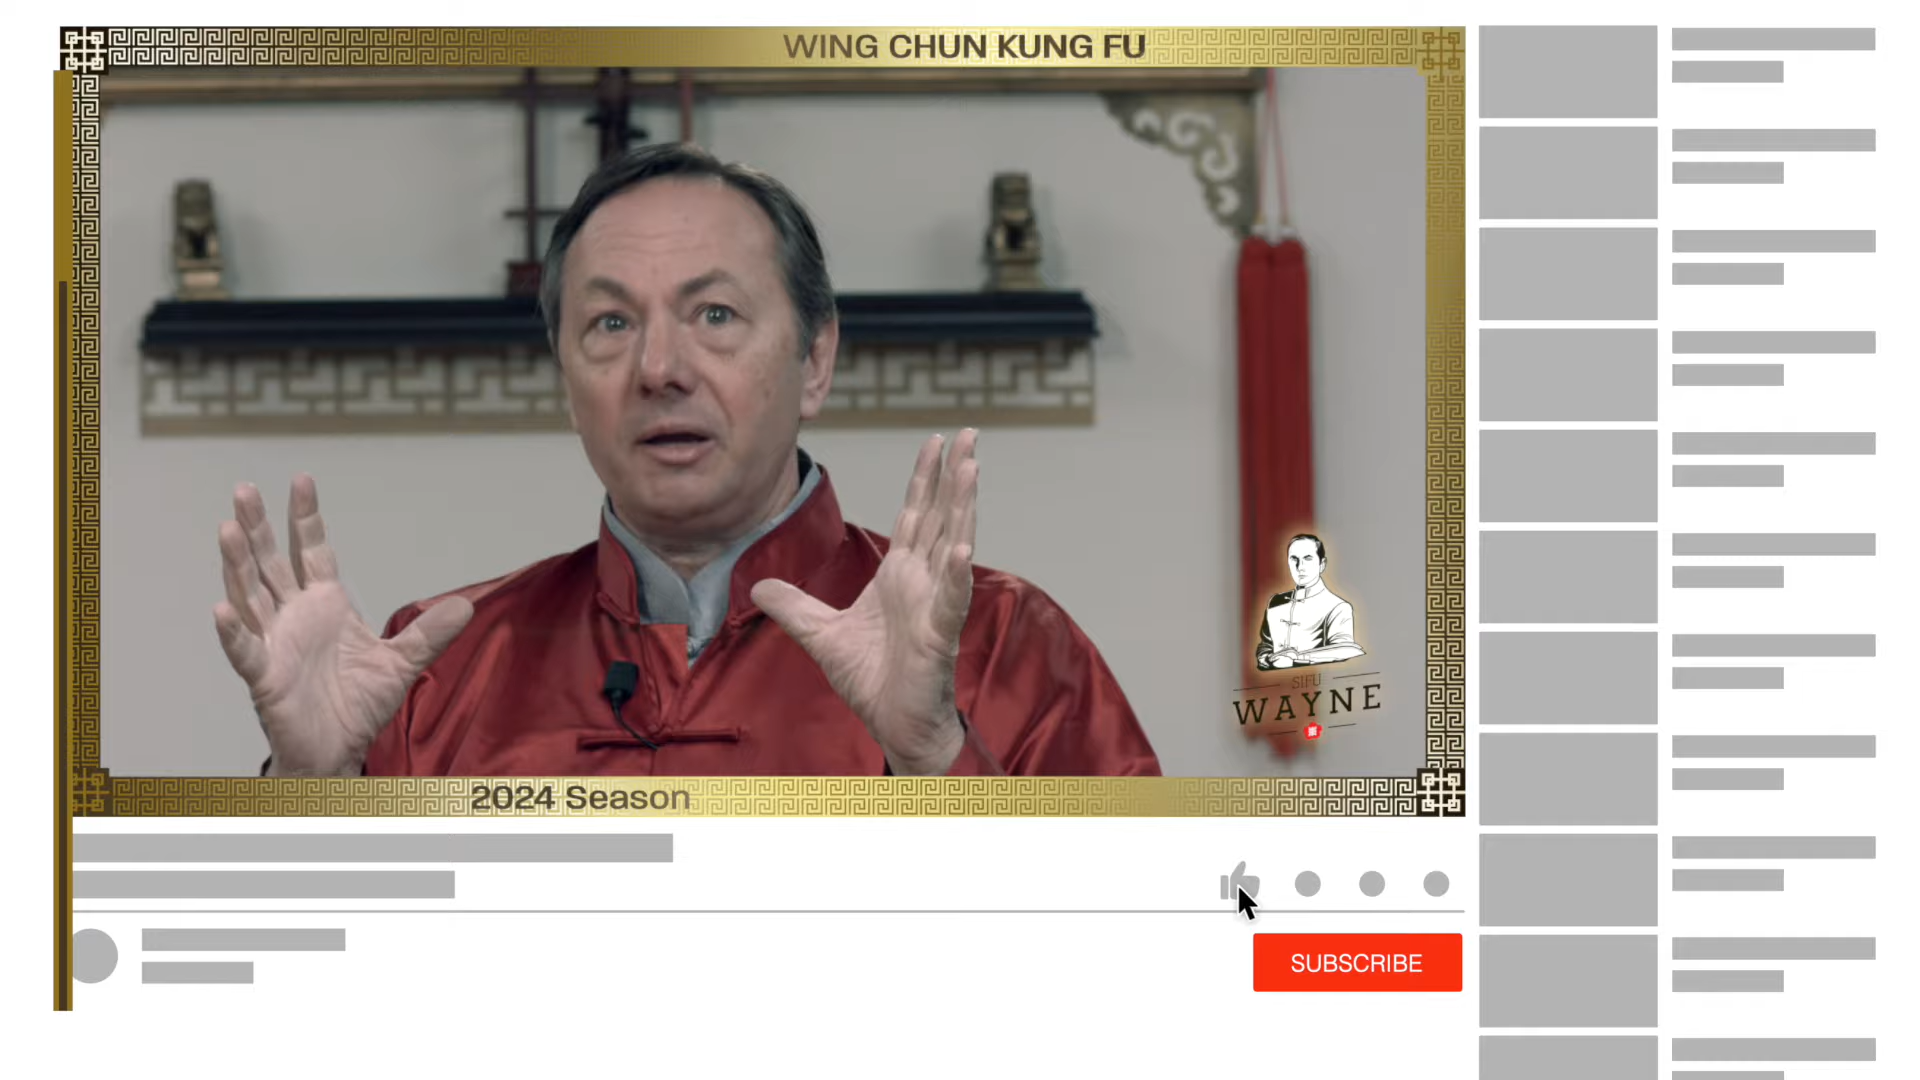 WING CHUN KUNG FU
SIFU
WAYNE
2024 Season
SUBSCRIBE